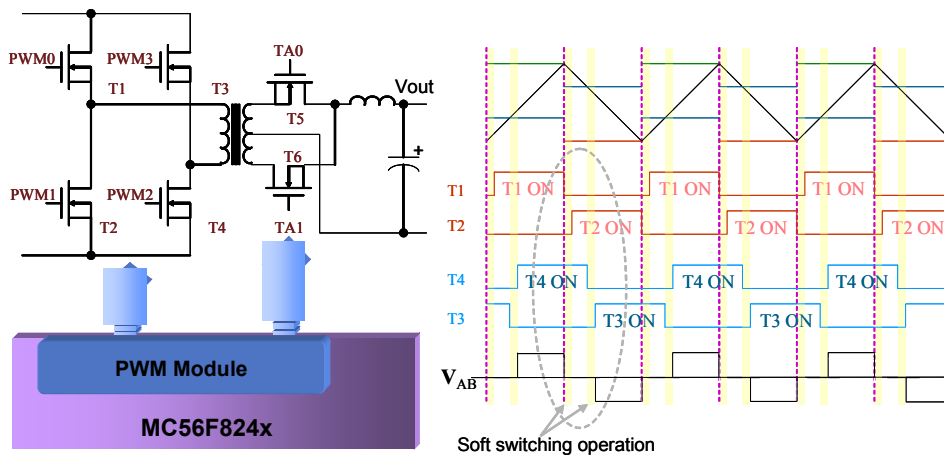 PWM0
PWM3
TA0
T1
T3
Vout
T5
T6
+
PWM1
PWM2
T2
T4
TA1
PWM Module
MC56F824x
T1
T1 ON
T1 ON
T1 ON
T2
T2 ON
T2 ON
T2 ON
T4
T4 ON
T4 ON
T4 ON
T3
T3 ON
T3 ON
VAB
Soft switching operation